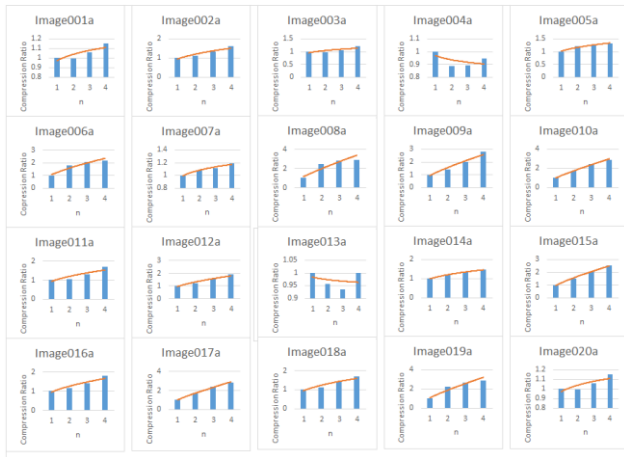 Image001a
Compression Ratio
1.2
1.1
1
0.9
0.8
1 2 3 4
n
Image002a
Compression Ratio
2
1
0
1 2 3 4
n
Image003a
Compression Ratio
1.5
1
0.5
0
1 2 3 4
n
Image004a
Compression Ratio
1.1
1
0.9
0.8
1 2 3 4
n
Image005a
Compression Ratio
1.5
1
0.5
0
1 2 3 4
n
Image006a
Compression Ratio
3
2
1
0
1 2 3 4
n
Image007a
Compression Ratio
1.4
1.2
1
0.8
1 2 3 4
n
Image008a
Compression Ratio
4
2
0
1 2 3 4
n
Image009a
Compression Ratio
3
2
1
0
1 2 3 4
n
Image010a
Compression Ratio
4
2
0
1 2 3 4
n
Image011a
Compression Ratio
2
1
0
1 2 3 4
n
Image012a
Compression Ratio
3
2
1
0
1 2 3 4
n
Image013a
Compression Ratio
1.05
1
0.95
0.9
1 2 3 4
n
Image014a
Compression Ratio
2
1
0
1 2 3 4
n
Image015a
Compression Ratio
3
2
1
0
1 2 3 4
n
Image016a
Compression Ratio
2
1
0
1 2 3 4
n
Image017a
Compression Ratio
4
2
0
1 2 3 4
n
Image018a
Compression Ratio
2
1
0
1 2 3 4
n
Image019a
Compression Ratio
4
2
0
1 2 3 4
n
Image020a
Compression Ratio
1.2
1.1
1
0.9
0.8
1 2 3 4
n